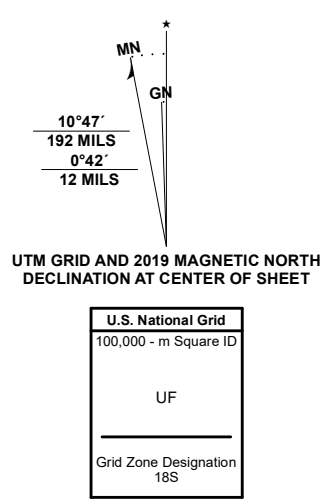 ★
MN
GN
10°47´
192 MILS
0°42´
12 MILS
UTM GRID AND 2019 MAGNETIC NORTH
DECLINATION AT CENTER OF SHEET
U.S. National Grid
100,000 - m Square ID
UF
Grid Zone Designation
18S